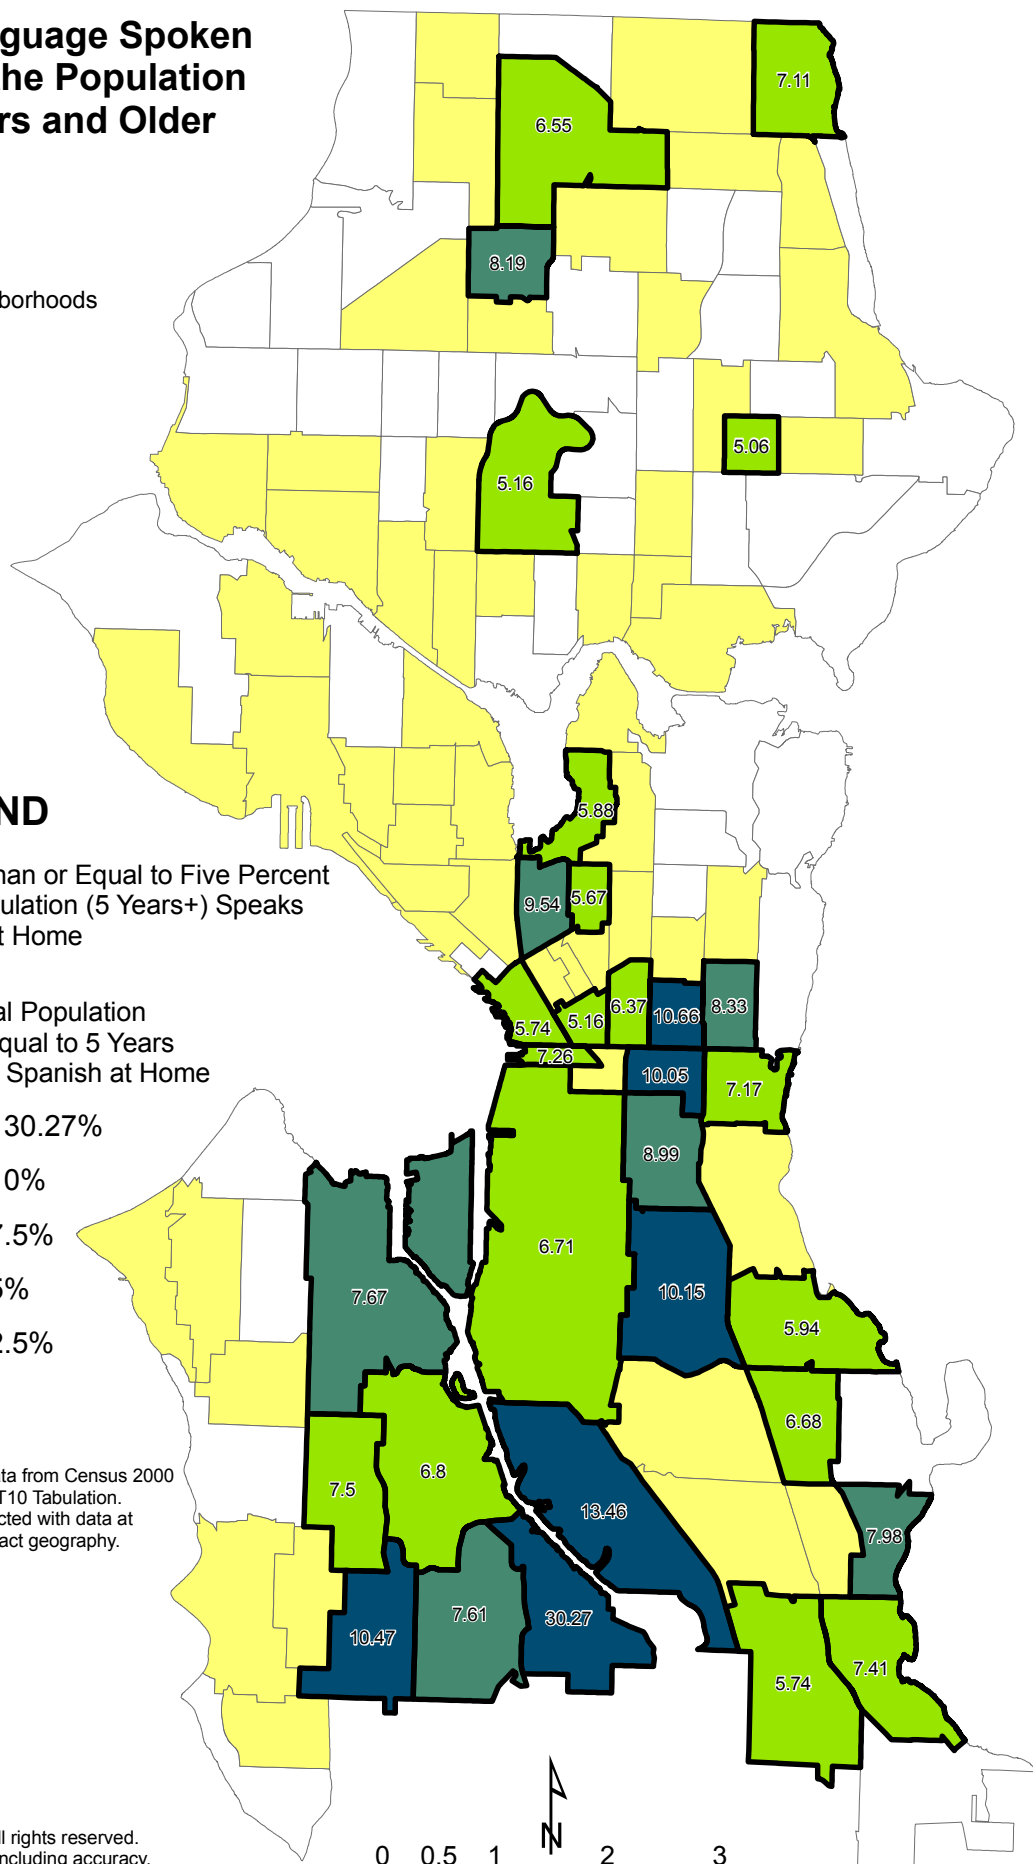 guage Spoken
he Population
rs and Older
borhoods
7.11
6.55
8.19
5.06
5.16
ND
5.88
han or Equal to Five Percent
ulation (5 Years+) Speaks
t Home
9.54
5.67
al Population
qual to 5 Years
Spanish at Home
5.74
5.16
6.37
10.66
8.33
7.26
10.05
7.17
30.27%
0%
7.5%
5%
2.5%
8.99
6.71
7.67
10.15
5.94
6.68
ata from Census 2000
T10 Tabulation.
cted with data at
act geography.
7.5
6.8
13.46
7.98
10.47
7.61
30.27
5.74
7.41
N
ll rights reserved.
including accuracy,
0 0.5 1 2 3